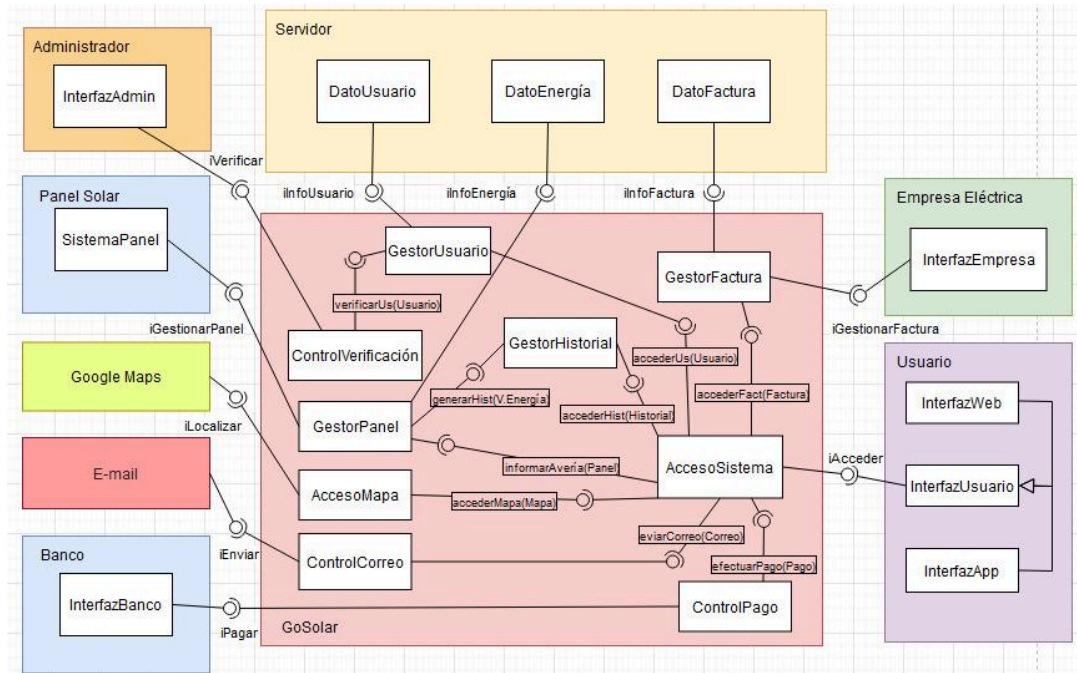 Servidor
Administrador
InterfazAdmin
DatoUsuario
DatoEnergía
DatoFactura
iVerificar
iInfoUsuario
iInfoEnergía
iInfoFactura
Panel Solar
SistemaPanel
Empresa Eléctrica
InterfazEmpresa
GestorUsuario
GestorFactura
verificarUs(Usuario)
iGestionarPanel
iGestionarFactura
ControlVerificación
GestorHistorial
accederUs(Usuario)
Usuario
Google Maps
generarHist(V.Energía)
accederFact(Factura)
InterfazWeb
iLocalizar
GestorPanel
accederHist(Historial)
E-mail
informarAvería(Panel)
AccesoSistema
iAcceder
InterfazUsuario
AccesoMapa
accederMapa(Mapa)
eviarCorreo(Correo)
iEnviar
ControlCorreo
efectuarPago(Pago)
InterfazApp
Banco
InterfazBanco
ControlPago
iPagar
GoSolar